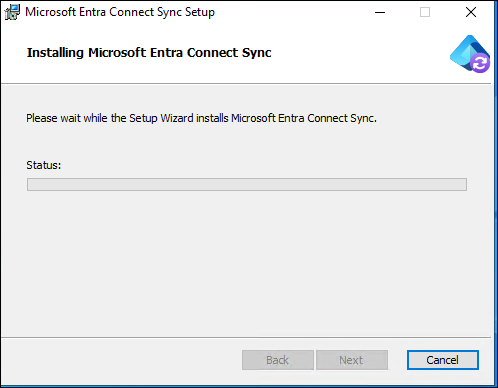 Microsoft Entra Connect Sync Setup
Installing Microsoft Entra Connect Sync
Please wait while the Setup Wizard installs Microsoft Entra Connect Sync.
Status:
Back Next Cancel